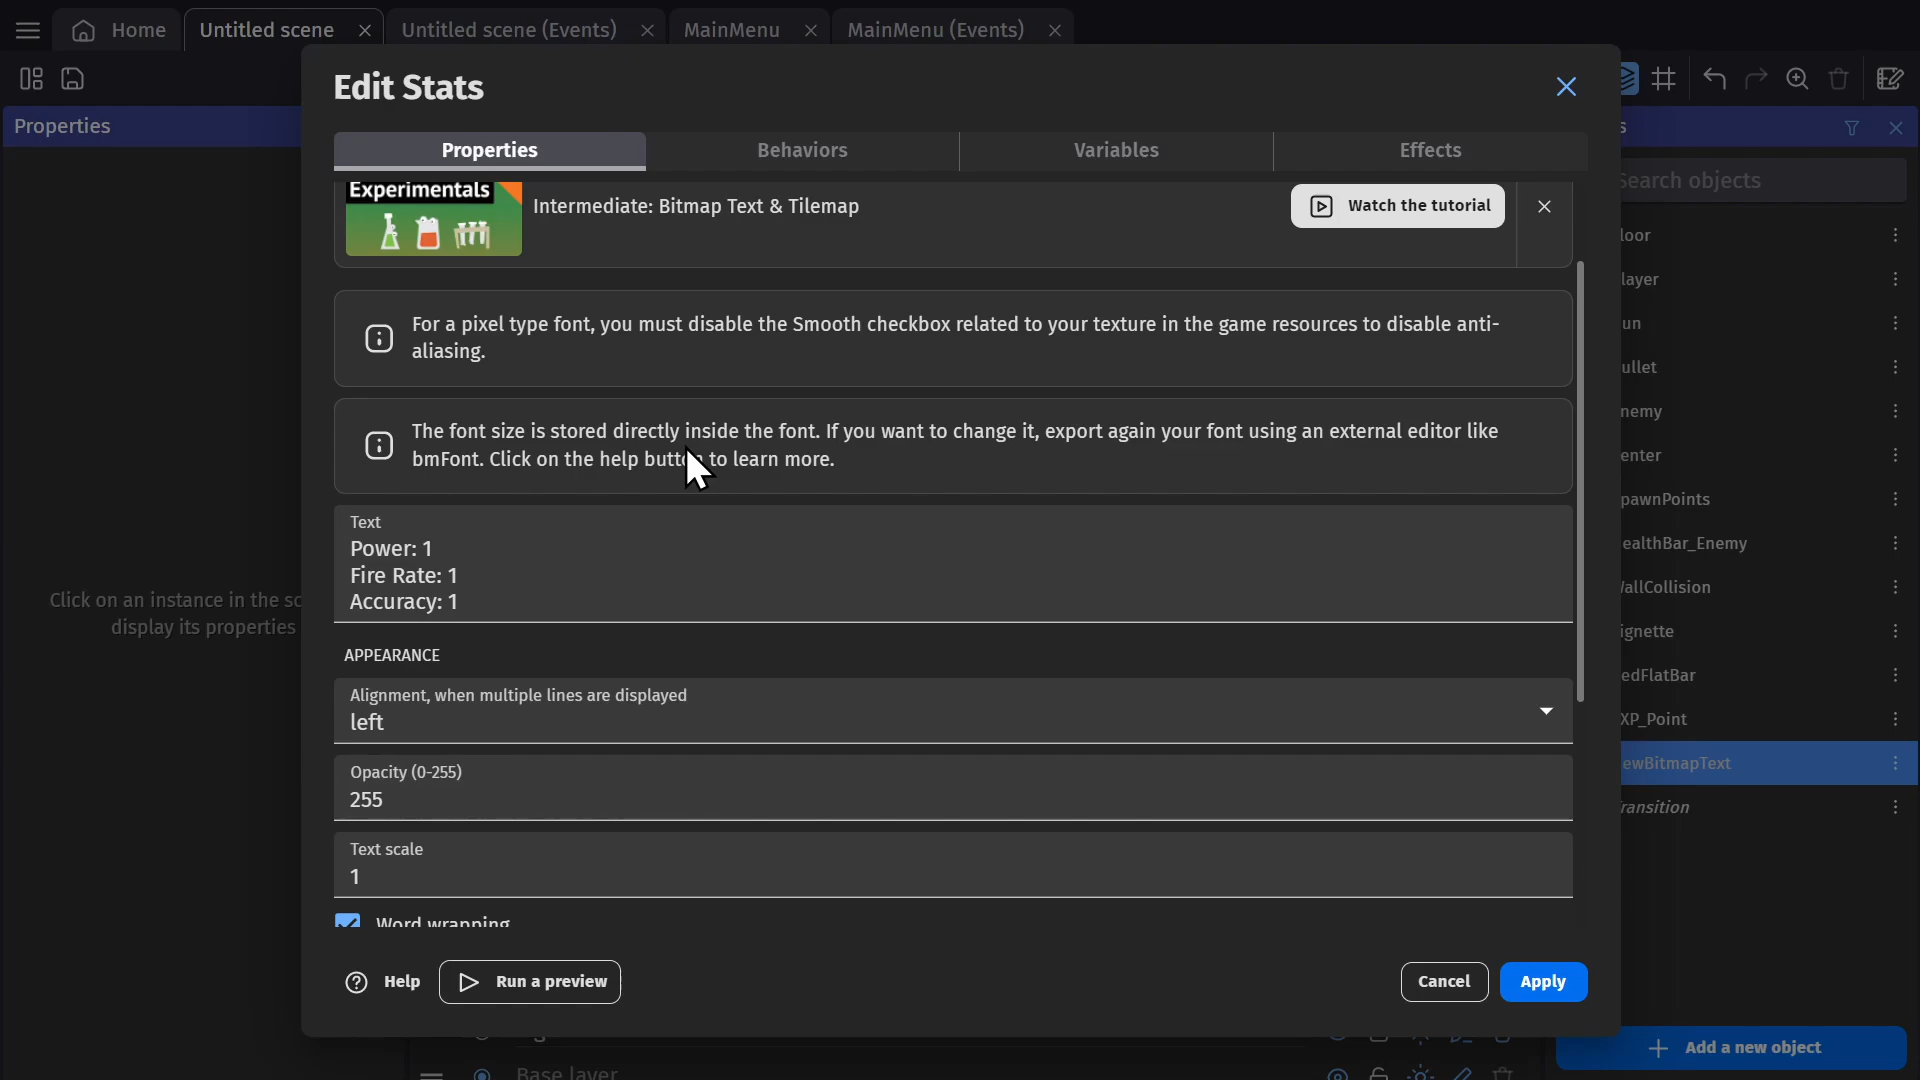 Home
Untitled scene
Untitled scene (Events)
MainMenu
MainMenu (Events)
Edit Stats
Properties
s
Properties
Behaviors
Variables
Effects
Search objects
Experimentals
Intermediate: Bitmap Text & Tilemap
Watch the tutorial
For a pixel type font, you must disable the Smooth checkbox related to your texture in the game resources to disable anti-
aliasing.
The font size is stored directly inside the font. If you want to change it, export again your font using an external editor like
bmFont. Click on the help button to learn more.
Text
Power: 1
Fire Rate: 1
Accuracy: 1
Click on an instance in the sc
display its properties
APPEARANCE
Alignment, when multiple lines are displayed
left
Opacity (0-255)
255
Text scale
1
Word wrapping
loor
layer
un
ullet
nemy
enter
pawnPoints
ealthBar_Enemy
allCollision
ignette
edFlatBar
XP_Point
ewBitmapText
ransition
Help
Run a preview
Cancel
Apply
Add a new object
Base layer